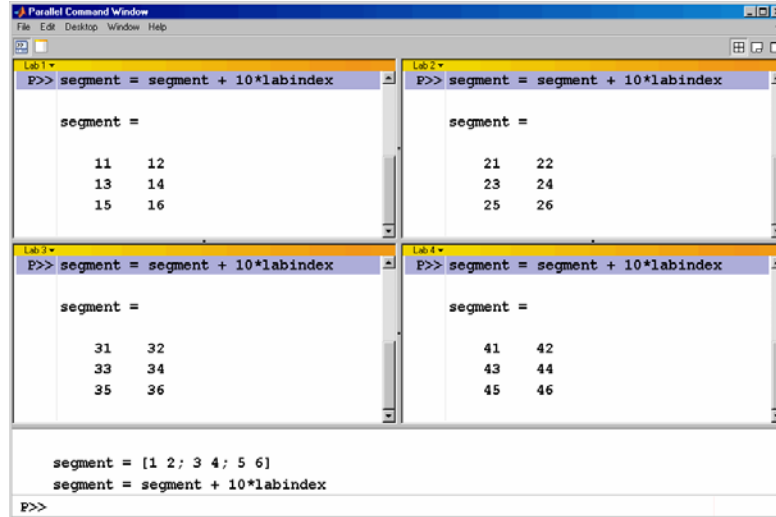 Parallel Command Window
File Edit Desktop Window Help
Lab 1
P>> segment = segment + 10*labindex
segment =
11 12
13 14
15 16
Lab 2
P>> segment = segment + 10*labindex
segment =
21 22
23 24
25 26
Lab 3
P>> segment = segment + 10*labindex
segment =
31 32
33 34
35 36
Lab 4
P>> segment = segment + 10*labindex
segment =
41 42
43 44
45 46
segment = [1 2; 3 4; 5 6]
segment = segment + 10*labindex
P>>